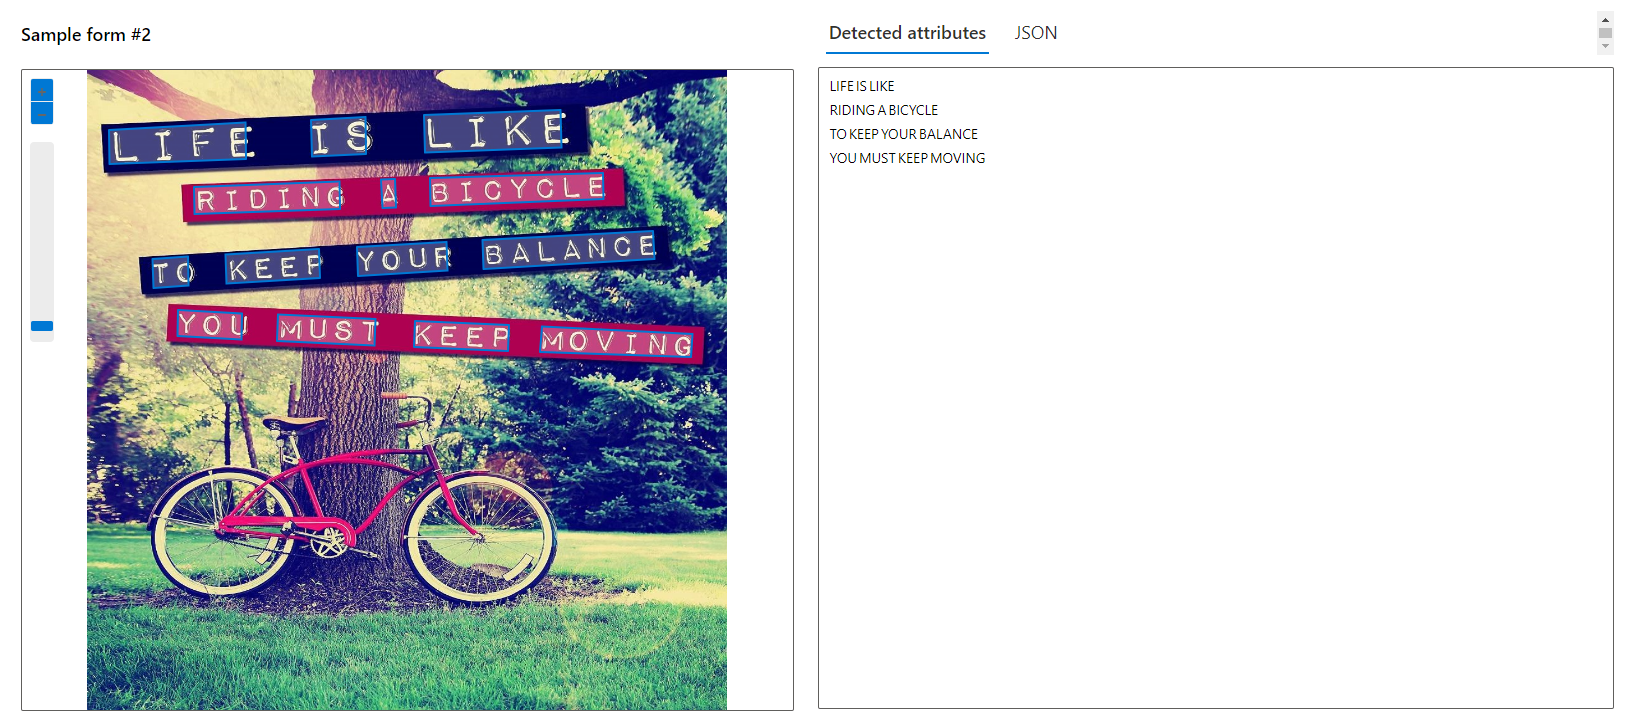 Sample form #2
Detected attributes
JSON
LIFE IS LIKE
RIDING A BICYCLE
TO KEEP YOUR BALANCE
YOU MUST KEEP MOVING
LIFE IS LIKE
RIDING A BICYCLE
TO KEEP YOUR BALANCE
YOU MUST KEEP MOVING